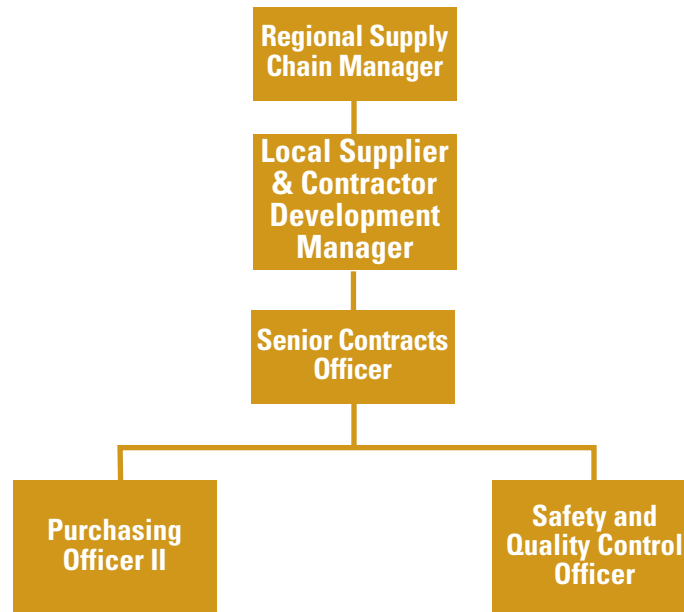 Regional Supply
Chain Manager
Local Supplier
& Contractor
Development
Manager
Senior Contracts
Officer
Purchasing
Officer II
Safety and
Quality Control
Officer